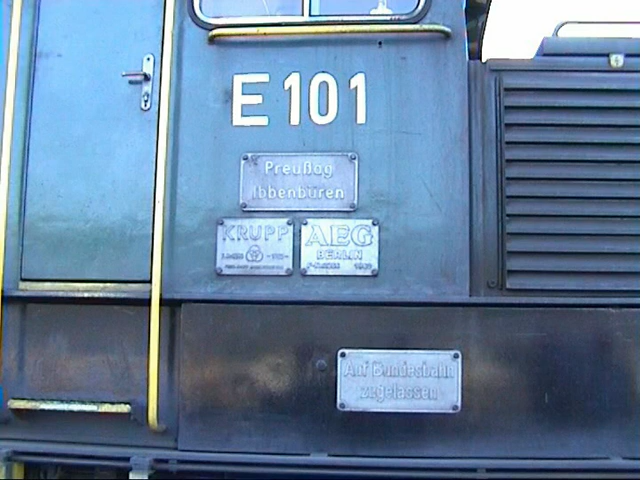 E 101
Preußag
Ibbenbüren
KRUPP
AEG
BERLIN
Auf Bundesbahn
zugelassen